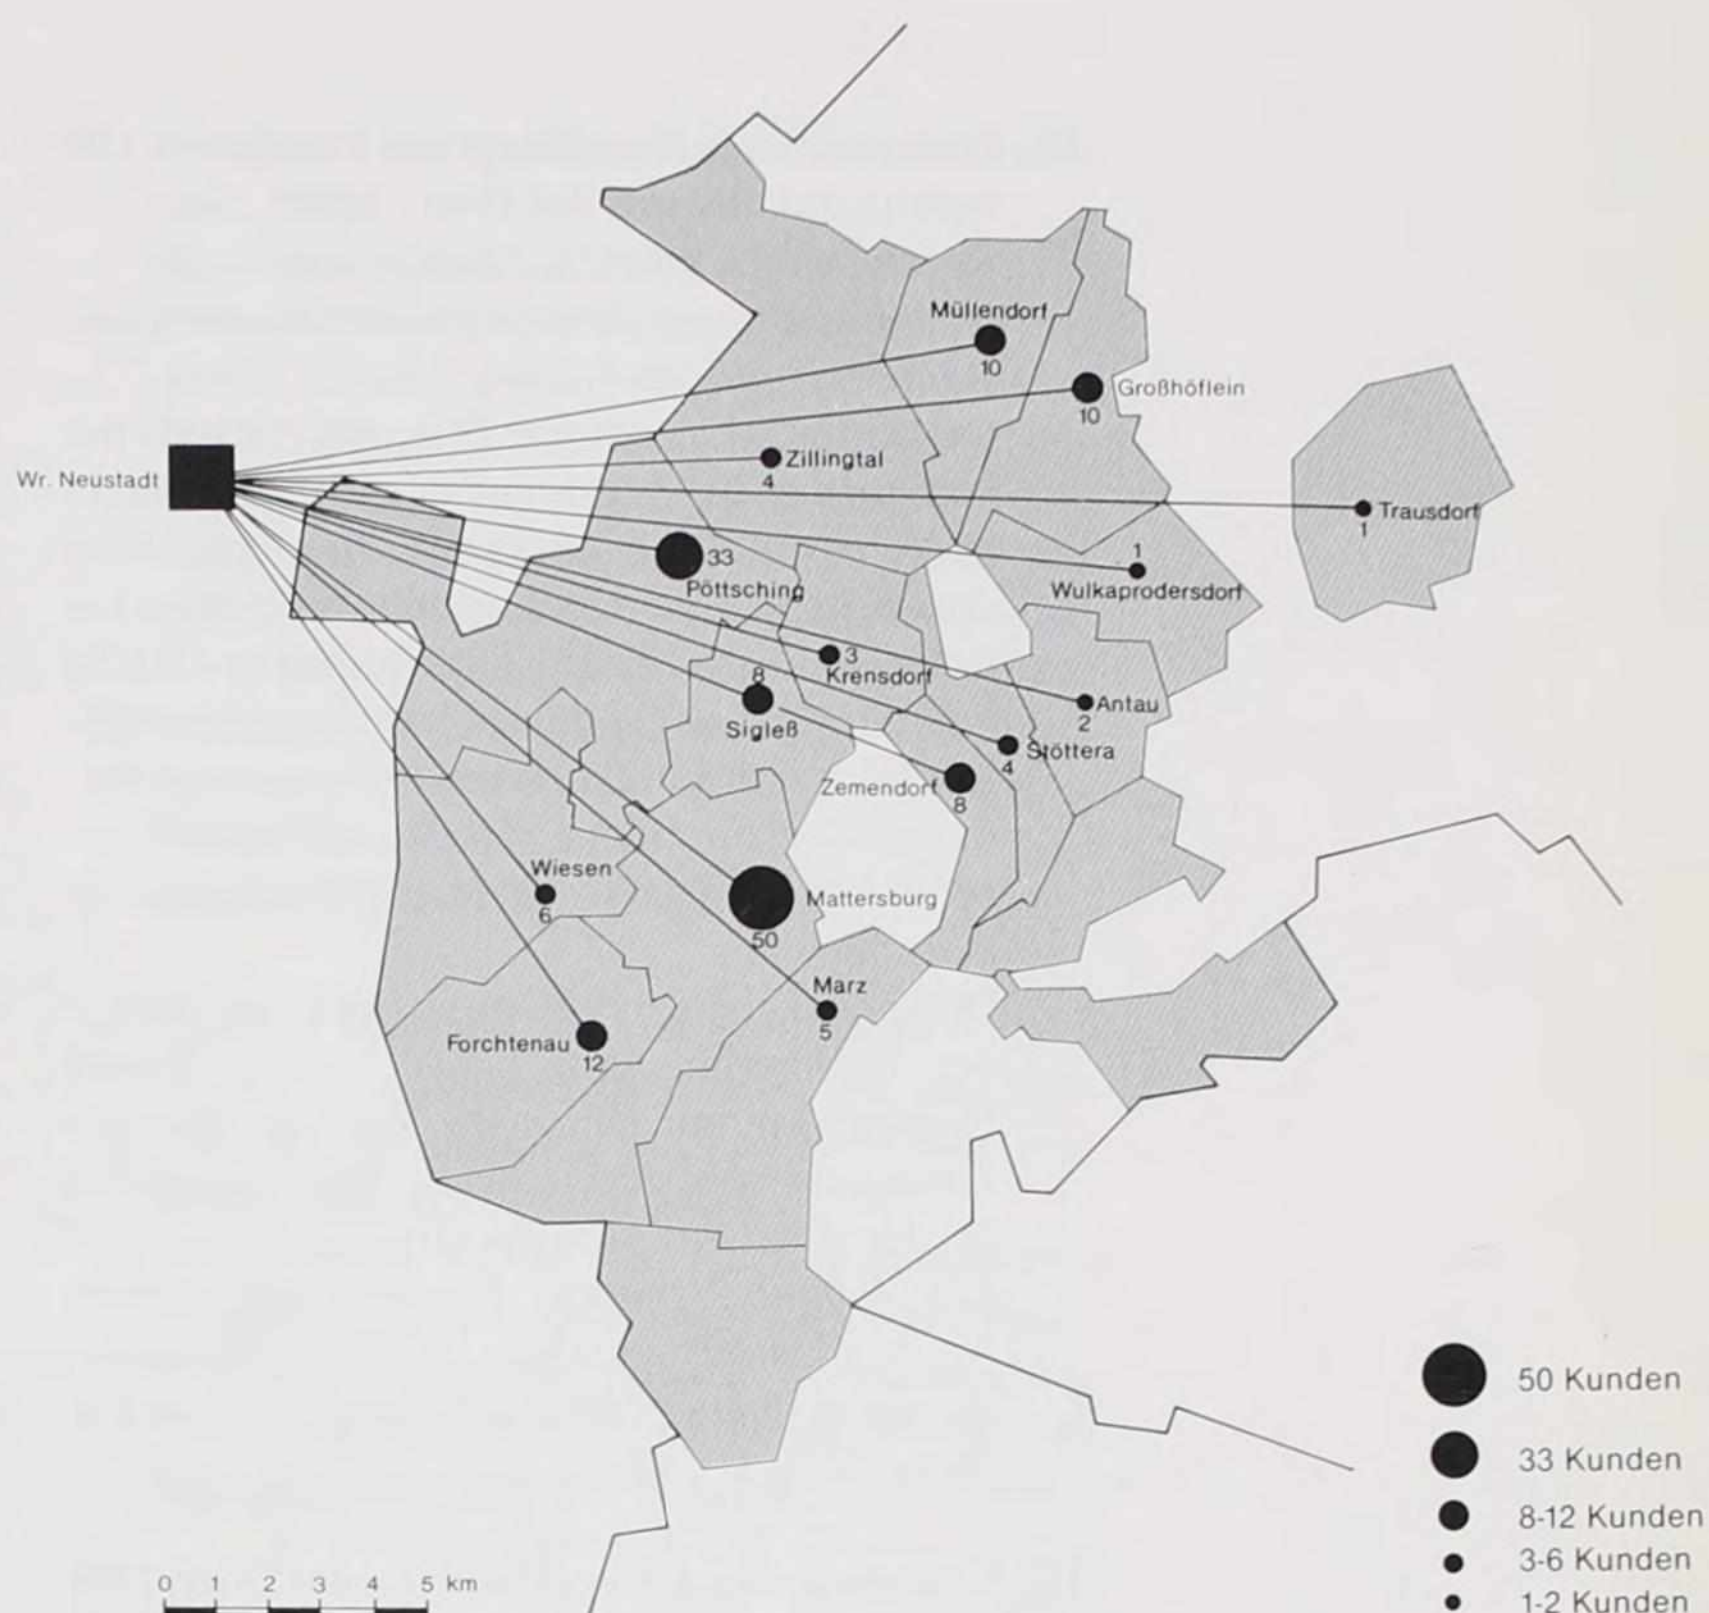 Müllendorf
10
Großhöflein
10
Wr. Neustadt
Zillingtal
4
Trausdorf
1
33
Pöttsching
1
Wulkaprodersdorf
3
Krensdorf
8
Sigleß
Antau
2
Stöttera
4
Zemendorf
8
Wiesen
6
Mattersburg
50
Marz
5
Forchtenau
12
50 Kunden
33 Kunden
8-12 Kunden
3-6 Kunden
1-2 Kunden
0 1 2 3 4 5 km